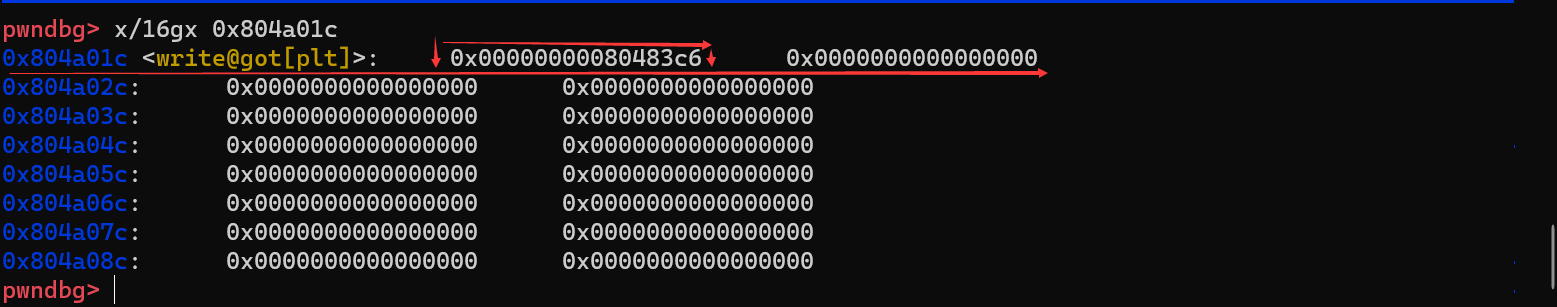 pwndbg> x/16gx 0x804a01c
0x804a01c <write@got[plt]>: 0x00000000080483c6 0x0000000000000000
0x804a02c: 0x0000000000000000 0x0000000000000000
0x804a03c: 0x0000000000000000 0x0000000000000000
0x804a04c: 0x0000000000000000 0x0000000000000000
0x804a05c: 0x0000000000000000 0x0000000000000000
0x804a06c: 0x0000000000000000 0x0000000000000000
0x804a07c: 0x0000000000000000 0x0000000000000000
0x804a08c: 0x0000000000000000 0x0000000000000000
pwndbg>